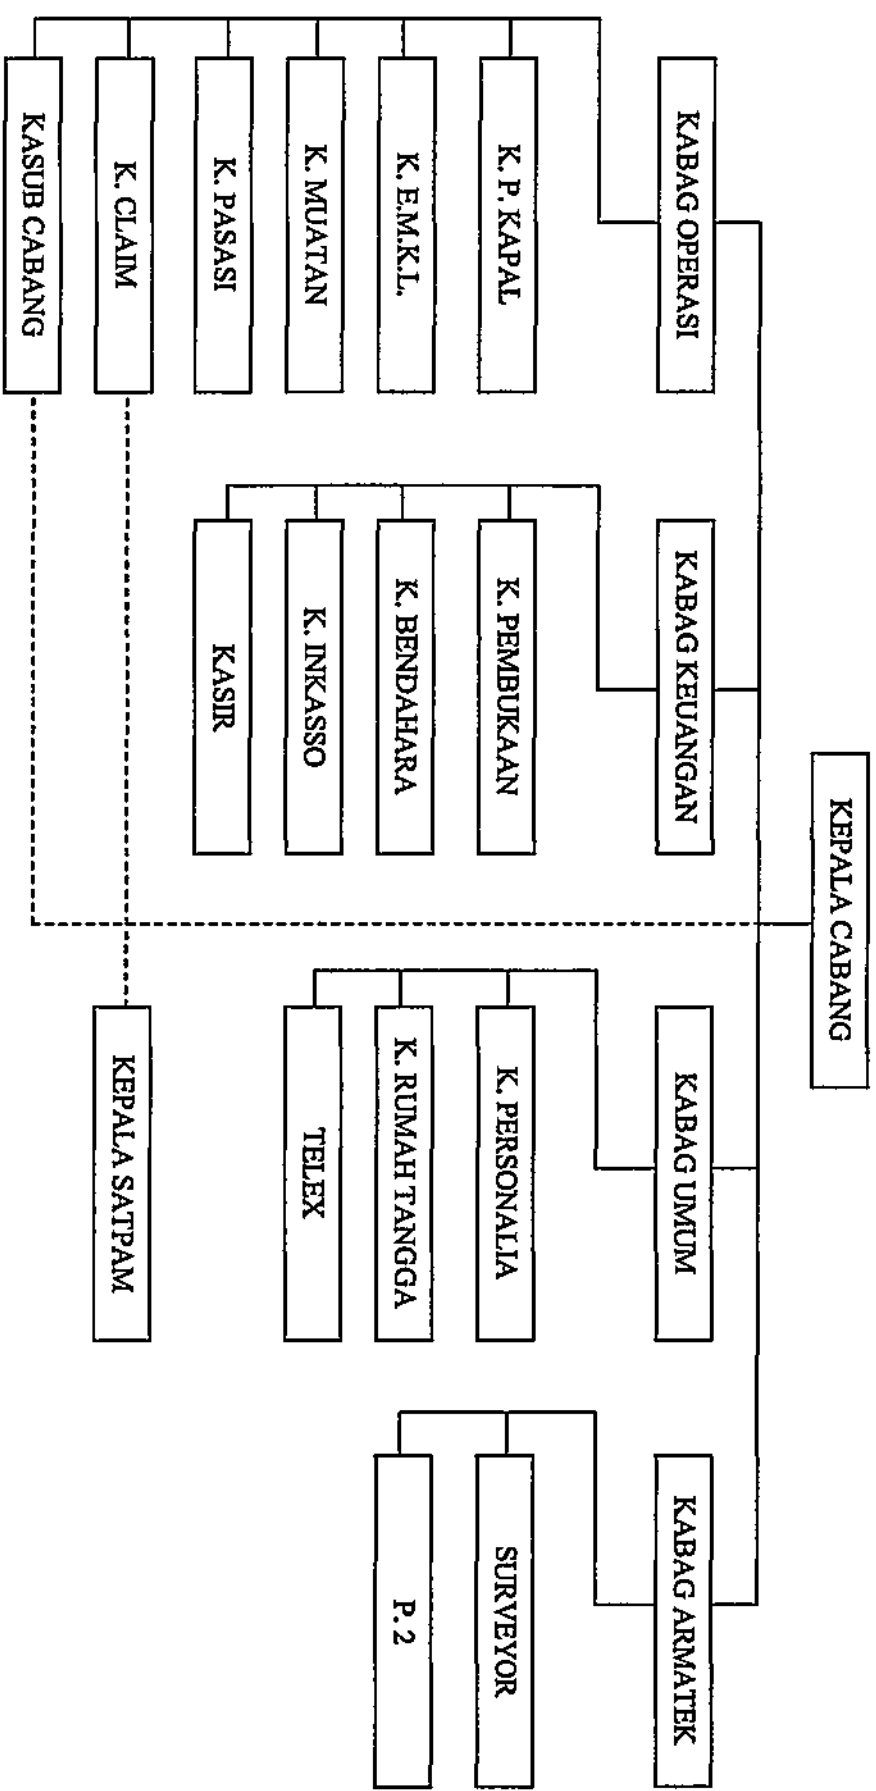 KEPALA CABANG
KABAG OPERASI
KABAG KEUANGAN
KABAG UMUM
KABAG ARMATEK
K. P. KAPAL
K. E.M.K.L.
K. MUATAN
K. PASASI
K. CLAIM
KASUB CABANG
K. PEMBUKAAN
K. BENDAHARA
K. INKASSO
KASIR
K. PERSONALIA
K. RUMAH TANGGA
TELEX
KEPALA SATPAM
SURVEYOR
P. 2